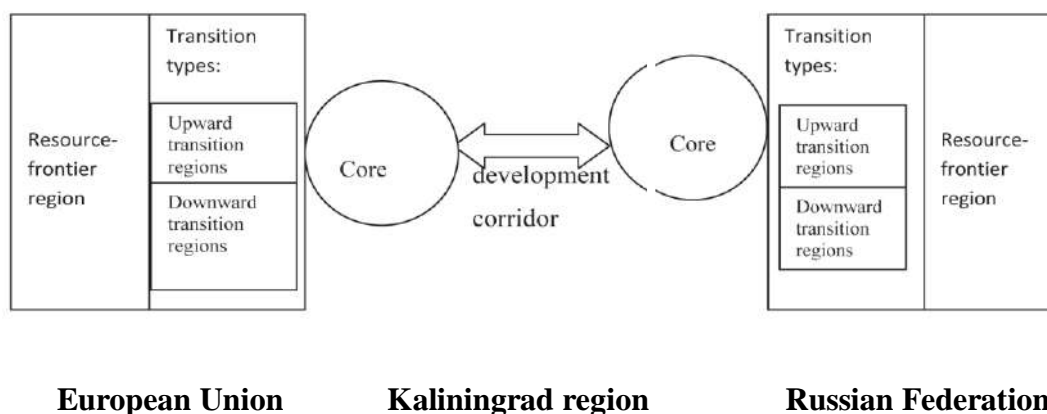 Resource-
frontier
region
Transition
types:
Upward
transition
regions
Downward
transition
regions
Core
development
corridor
Core
Transition
types:
Upward
transition
regions
Downward
transition
regions
Resource-
frontier
region
European Union
Kaliningrad region
Russian Federation